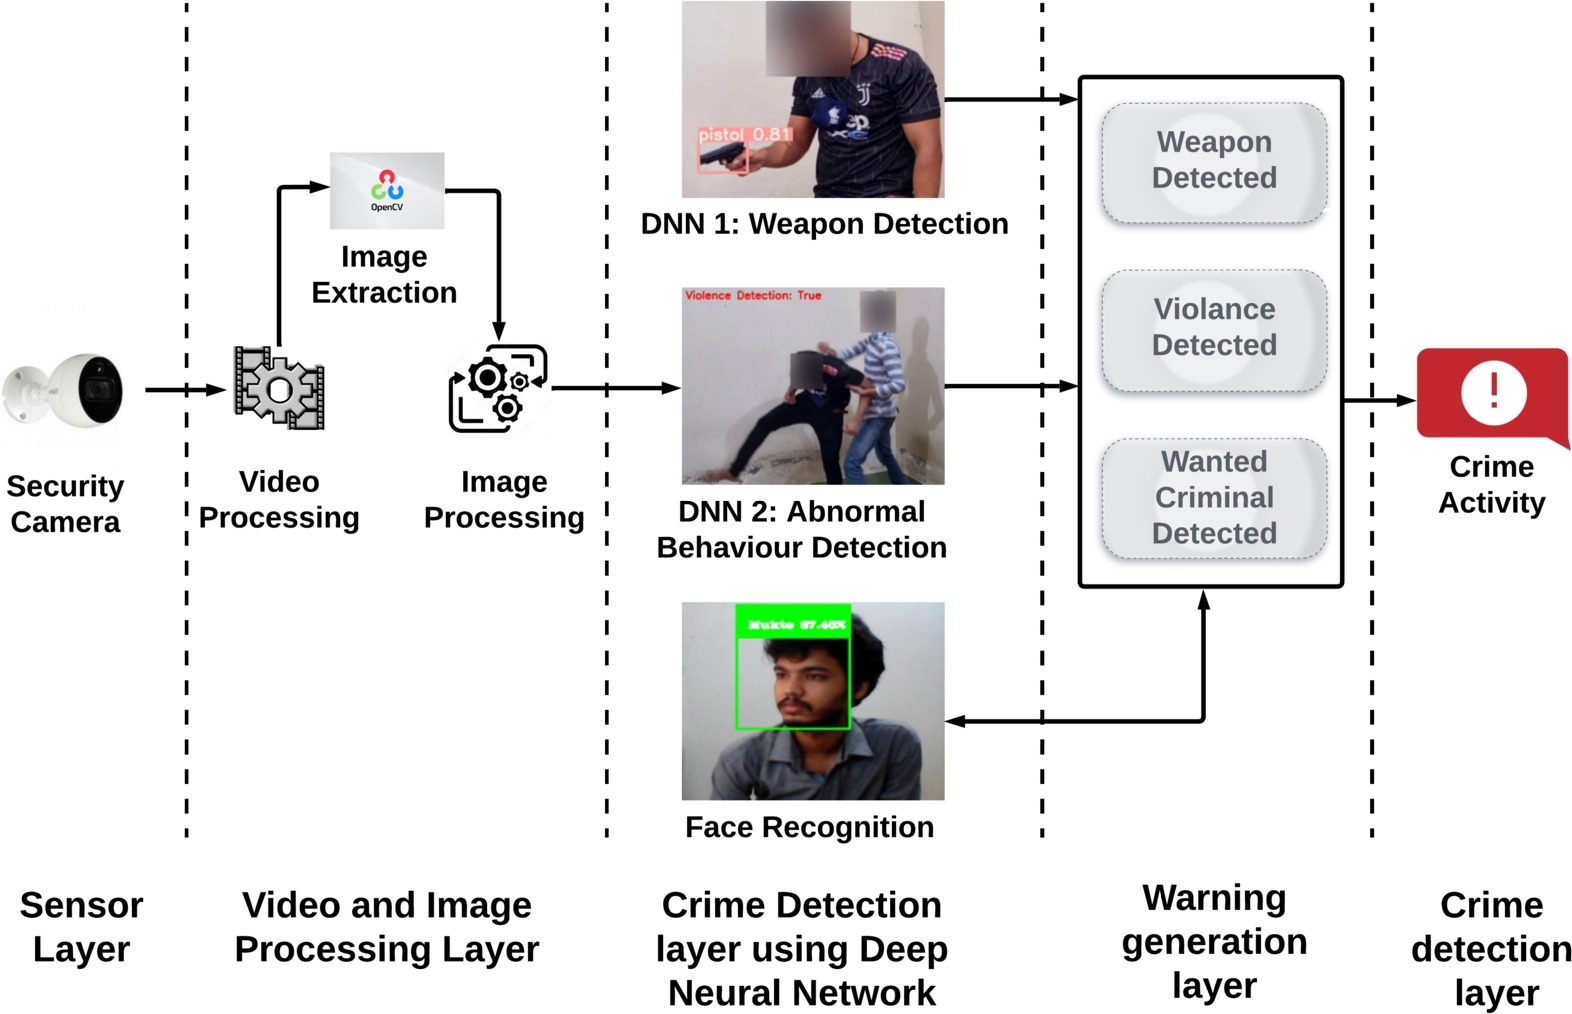 pistol 0.81
DNN 1: Weapon Detection
Weapon
Detected
OpenCV
Image
Extraction
Violence Detection: True
Violance
Detected
Security
Camera
Video
Processing
Image
Processing
DNN 2: Abnormal
Behaviour Detection
Wanted
Criminal
Detected
Crime
Activity
Mukto 97.45%
Face Recognition
Sensor
Layer
Video and Image
Processing Layer
Crime Detection
layer using Deep
Neural Network
Warning
generation
layer
Crime
detection
layer